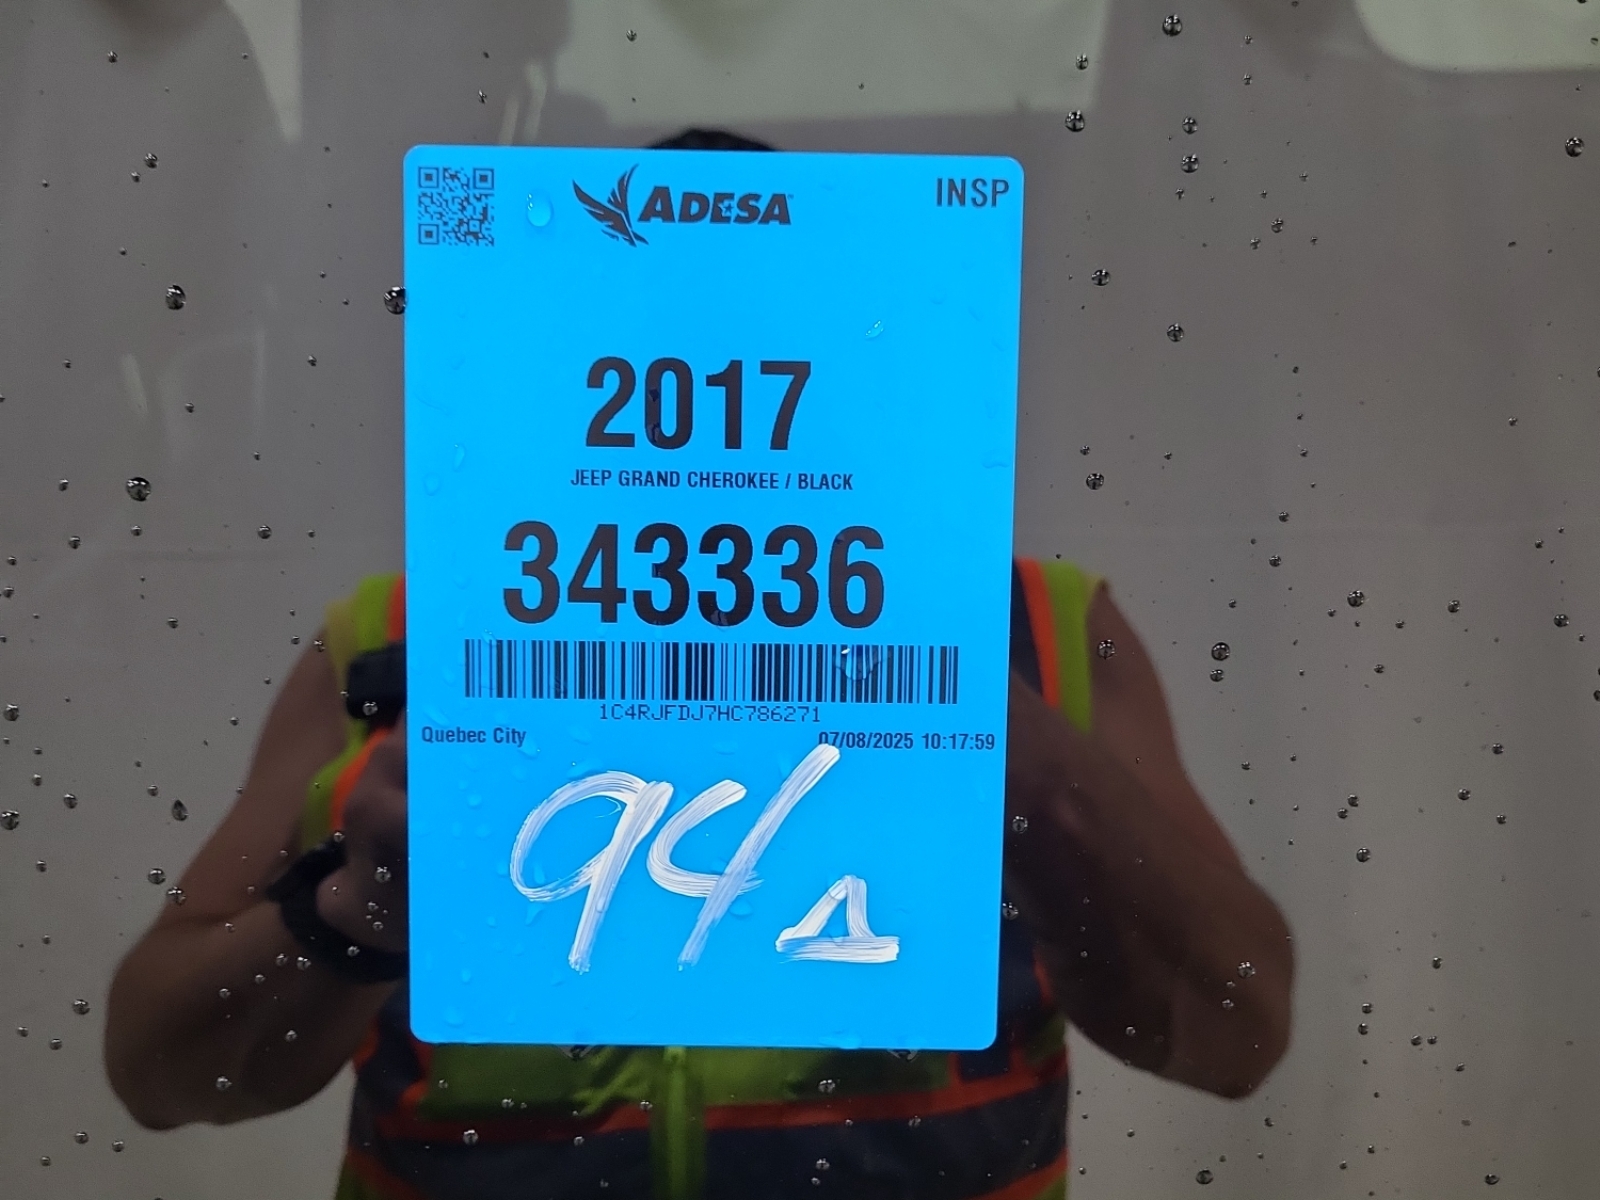 ADESA
INSP
2017
JEEP GRAND CHEROKEE / BLACK
343336
1C4RJFDJ7HC786271
Quebec City
07/08/2025 10:17:59
94 Δ